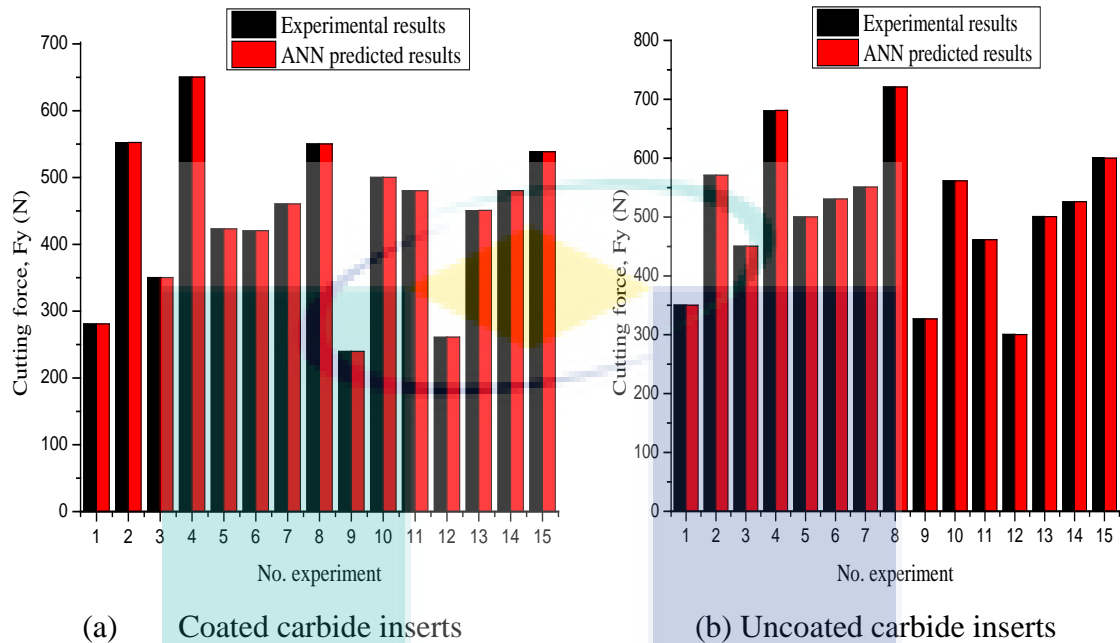 Experimental results
ANN predicted results
700
600
500
400
300
200
100
0
Cutting force, Fy (N)
1 2 3 4 5 6 7 8 9 10 11 12 13 14 15
No. experiment
(a) Coated carbide inserts
Experimental results
ANN predicted results
800
700
600
500
400
300
200
100
0
Cutting force, Fy (N)
1 2 3 4 5 6 7 8 9 10 11 12 13 14 15
No. experiment
(b) Uncoated carbide inserts